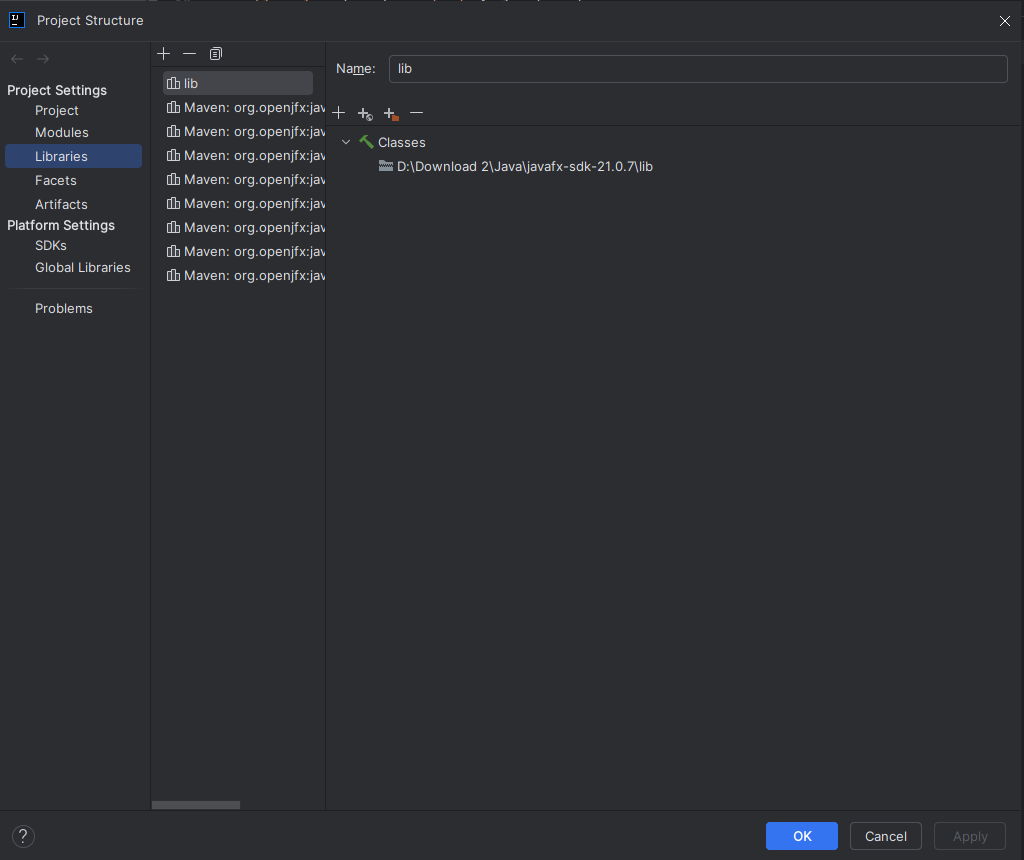 Project Structure
Project Settings
Project
Modules
Libraries
Facets
Artifacts
Platform Settings
SDKs
Global Libraries
Problems
lib
Maven: org.openjfx:jav
Maven: org.openjfx:jav
Maven: org.openjfx:jav
Maven: org.openjfx:jav
Maven: org.openjfx:jav
Maven: org.openjfx:jav
Maven: org.openjfx:jav
Maven: org.openjfx:jav
Name: lib
Classes
D:\Download 2\Java\javafx-sdk-21.0.7\lib
?
OK Cancel Apply